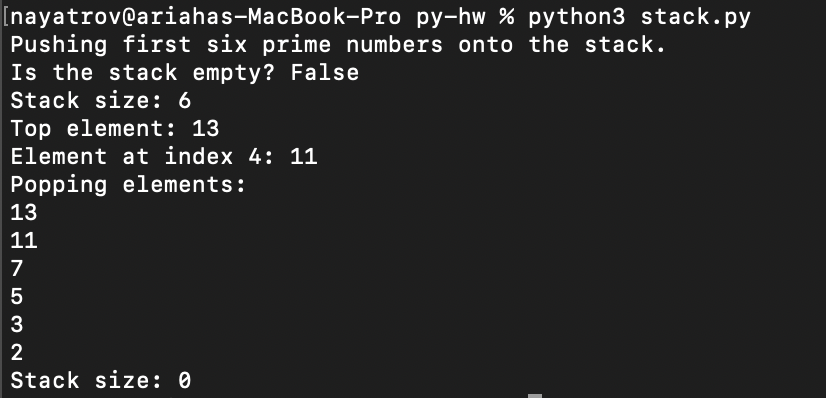 [nayatrov@ariahas-MacBook-Pro py-hw % python3 stack.py
Pushing first six prime numbers onto the stack.
Is the stack empty? False
Stack size: 6
Top element: 13
Element at index 4: 11
Popping elements:
13
11
7
5
3
2
Stack size: 0